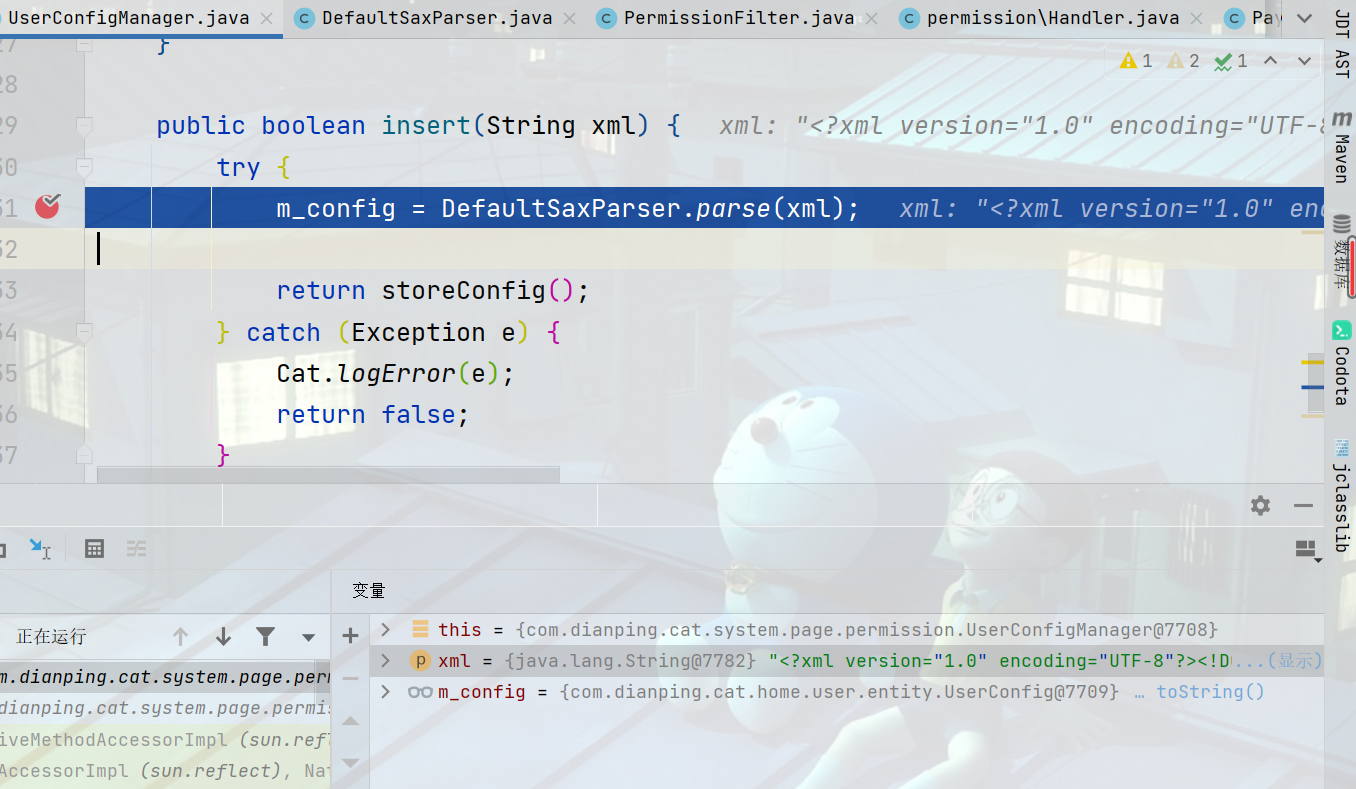 UserConfigManager.java DefaultSaxParser.java PermissionFilter.java permission\Handler.java Pay
}
1 2 1
28
29 public boolean insert(String xml) { xml: "<?xml version="1.0" encoding="UTF-8
30 try {
31 m_config = DefaultSaxParser.parse(xml); xml: "<?xml version="1.0" enc
32
33 return storeConfig();
34 } catch (Exception e) {
35 Cat.logError(e);
36 return false;
37 }
变量
正在运行
this = {com.dianping.cat.system.page.permission.UserConfigManager@7708}
xml = {java.lang.String@7782} "<?xml version="1.0" encoding="UTF-8"?><!D...(显示)
m_config = {com.dianping.cat.home.user.entity.UserConfig@7709} … toString()
m.dianping.cat.system.page.perm
dianping.cat.system.page.permis
iveMethodAccessorImpl (sun.refl
AccessorImpl (sun.reflect), Nat
JDT AST
Maven
数据库
Codota
jclasslib